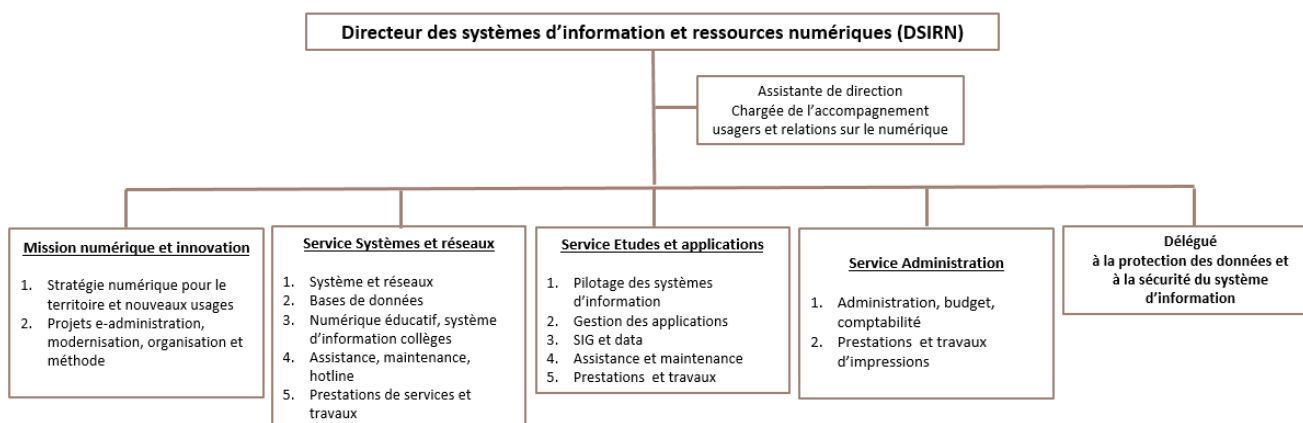 Directeur des systèmes d’information et ressources numériques (DSIRN)
Assistante de direction
Chargée de l’accompagnement
usagers et relations sur le numérique
Mission numérique et innovation
1. Stratégie numérique pour le
territoire et nouveaux usages
2. Projets e-administration,
modernisation, organisation et
méthode
Service Systèmes et réseaux
1. Système et réseaux
2. Bases de données
3. Numérique éducatif, système
d’information collèges
4. Assistance, maintenance,
hotline
5. Prestations de services et
travaux
Service Etudes et applications
1. Pilotage des systèmes
d’information
2. Gestion des applications
3. SIG et data
4. Assistance et maintenance
5. Prestations et travaux
Service Administration
1. Administration, budget,
comptabilité
2. Prestations et travaux
d’impressions
Délégué
à la protection des données et
à la sécurité du système
d’information